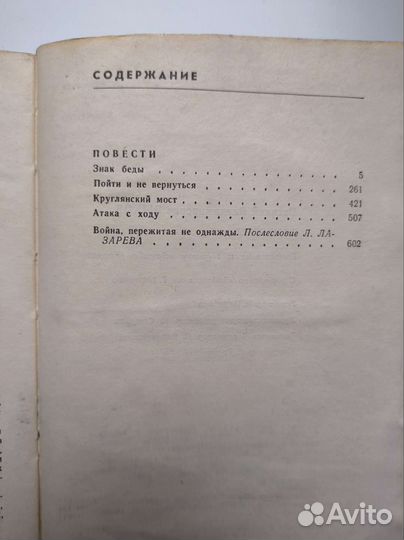 СОДЕРЖАНИЕ
ПОВЕСТИ
Знак беды . . . . . . . . . . . . . . 5
Пойти и не вернуться . . . . . . . . . . 261
Круглянский мост . . . . . . . . . . . . 421
Атака с ходу . . . . . . . . . . . . . 507
Война, пережитая не однажды. Послесловие Л. ЛА-
ЗАРЕВА . . . . . . . . . . . . . . 602
Avito